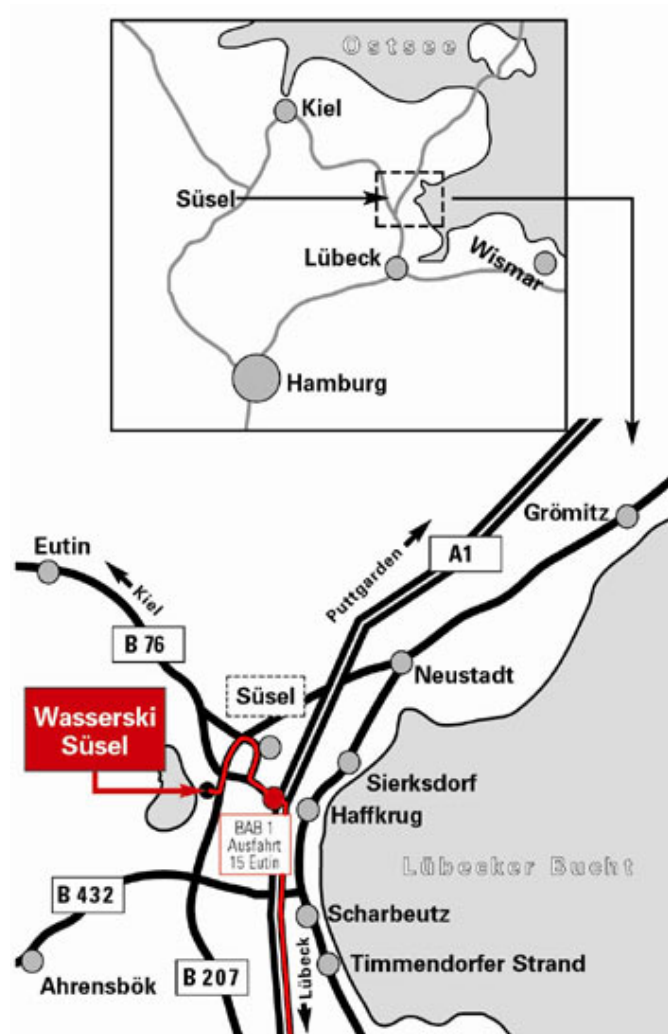 Ostsee
Kiel
Süsel
Lübeck
Wismar
Hamburg
Grömitz
Eutin
Kiel
Puttgarden
A1
B 76
Neustadt
Süsel
Wasserski
Süsel
Sierksdorf
Haffkrug
BAB 1
Ausfahrt
15 Eutin
Lübecker Bucht
B 432
Scharbeutz
Lübeck
Timmendorfer Strand
Ahrensbök
B 207